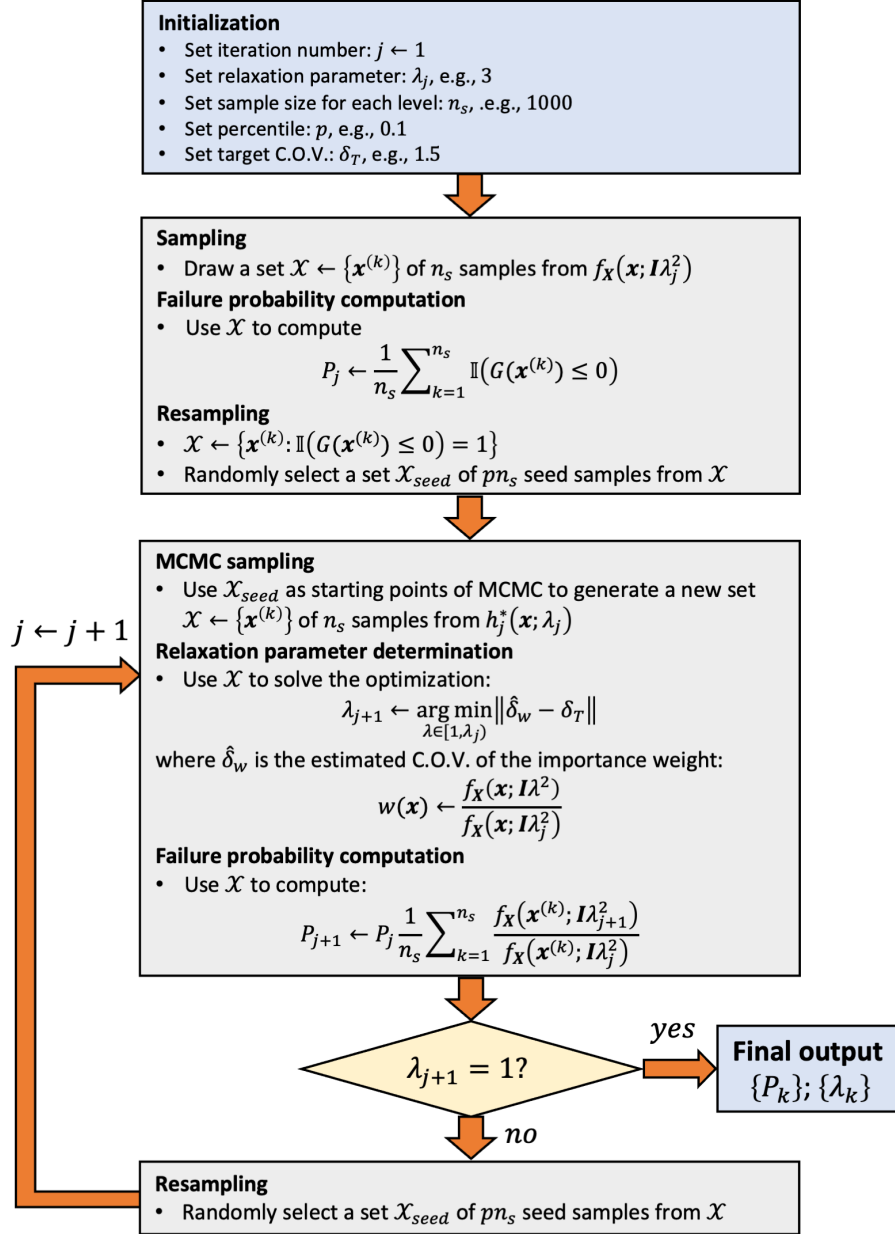 Initialization
• Set iteration number: j ← 1
• Set relaxation parameter: λ_j, e.g., 3
• Set sample size for each level: n_s, .e.g., 1000
• Set percentile: p, e.g., 0.1
• Set target C.O.V.: δ_T, e.g., 1.5
Sampling
• Draw a set 𝒳 ← {𝒙^(k)} of n_s samples from f_𝑿(𝒙; 𝑰λ_j^2)
Failure probability computation
• Use 𝒳 to compute
P_j ← 1/n_s ∑_{k=1}^{n_s} 𝕀(G(𝒙^(k)) ≤ 0)
Resampling
• 𝒳 ← {𝒙^(k): 𝕀(G(𝒙^(k)) ≤ 0) = 1}
• Randomly select a set 𝒳_seed of pn_s seed samples from 𝒳
MCMC sampling
• Use 𝒳_seed as starting points of MCMC to generate a new set
𝒳 ← {𝒙^(k)} of n_s samples from h_j^*(𝒙; λ_j)
Relaxation parameter determination
• Use 𝒳 to solve the optimization:
λ_{j+1} ← arg min_{λ∈[1,λ_j)} ‖δ̂_w − δ_T‖
where δ̂_w is the estimated C.O.V. of the importance weight:
w(𝒙) ← f_𝑿(𝒙; 𝑰λ^2) / f_𝑿(𝒙; 𝑰λ_j^2)
Failure probability computation
• Use 𝒳 to compute:
P_{j+1} ← P_j 1/n_s ∑_{k=1}^{n_s} f_𝑿(𝒙^(k); 𝑰λ_{j+1}^2) / f_𝑿(𝒙^(k); 𝑰λ_j^2)
j ← j + 1
λ_{j+1} = 1?
yes
Final output
{P_k}; {λ_k}
no
Resampling
• Randomly select a set 𝒳_seed of pn_s seed samples from 𝒳